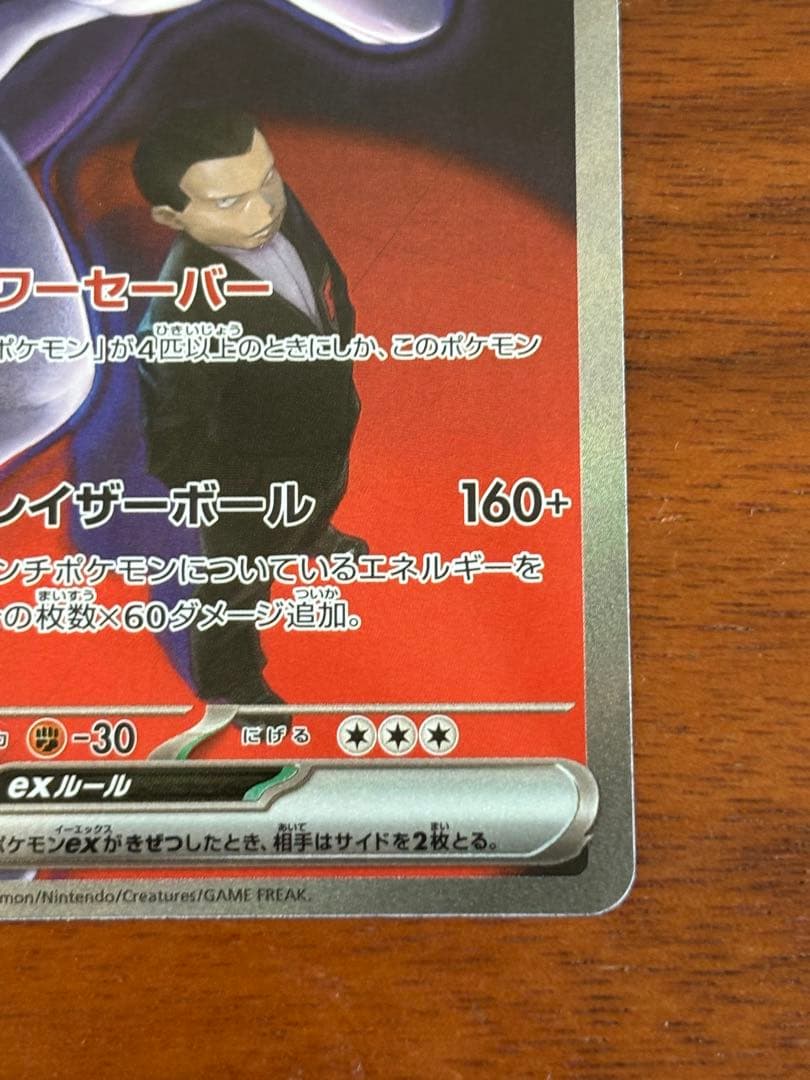 ワーセーバー
ひきいじょう
ポケモン」が4匹以上のときにしか、このポケモン
レイザーボール 160+
ンチポケモンについているエネルギーを
まいすう ついか
の枚数×60ダメージ追加。
-30 にげる
exルール
イーエックス あいて まい
ポケモンexがきぜつしたとき、相手はサイドを2枚とる。
mon/Nintendo/Creatures/GAME FREAK.